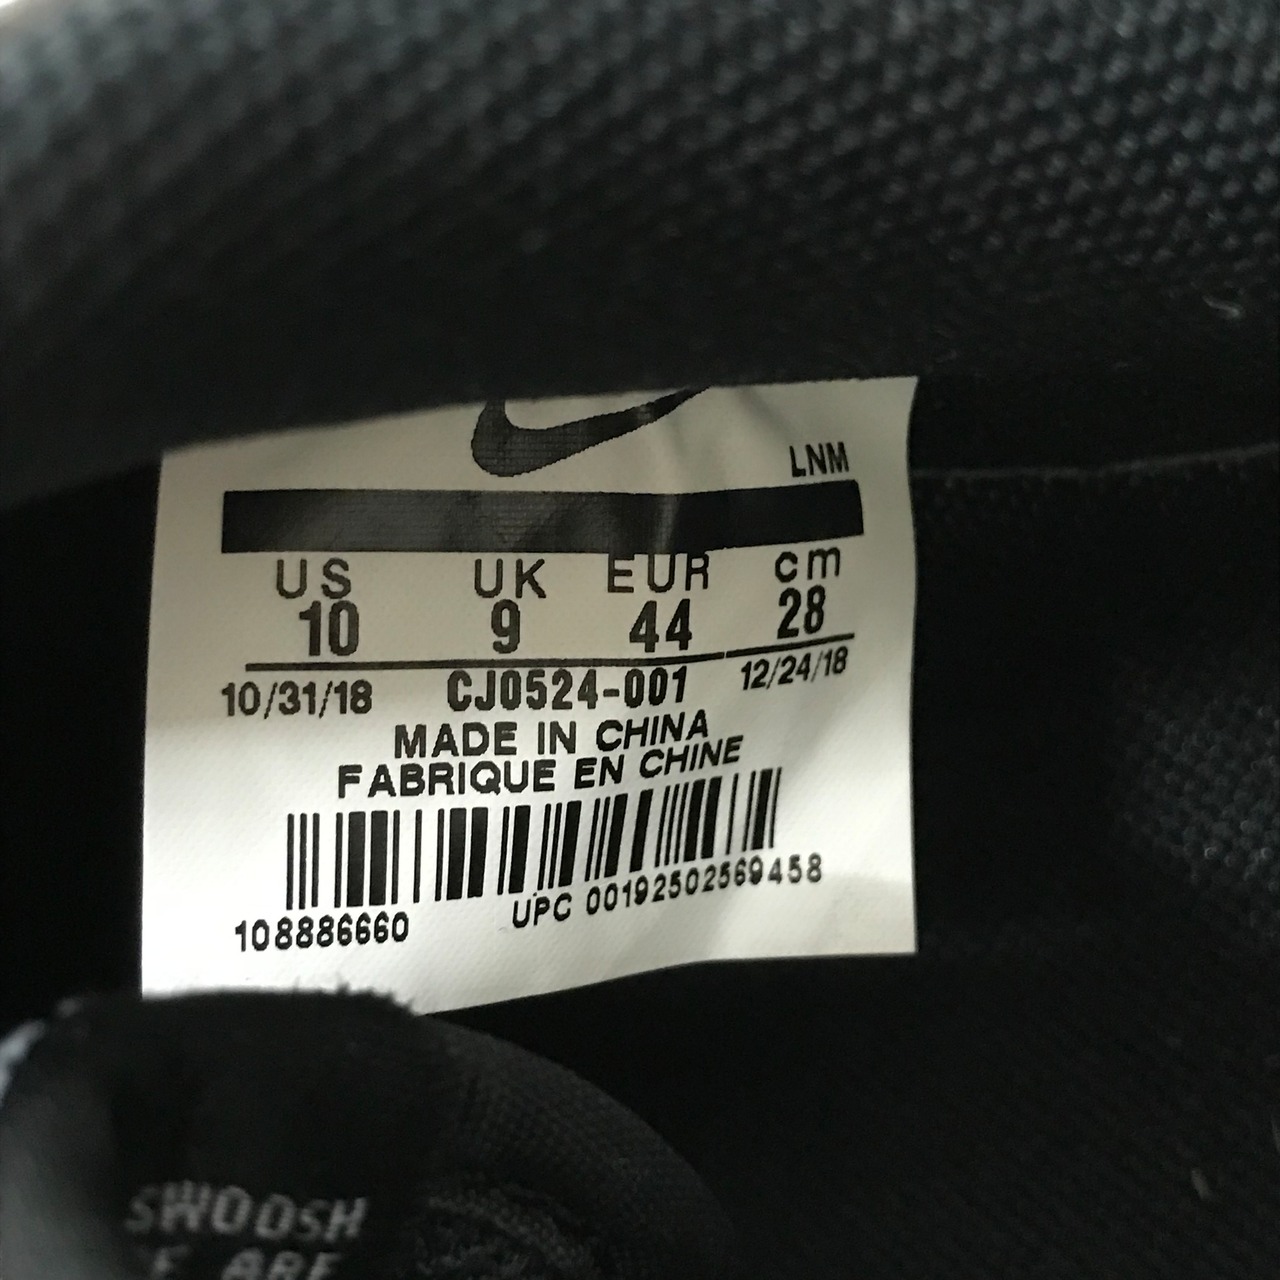 LNM
US UK EUR cm
10 9 44 28
10/31/18 CJ0524-001 12/24/18
MADE IN CHINA
FABRIQUE EN CHINE
108886660 UPC 00192502569458
SWOOSH